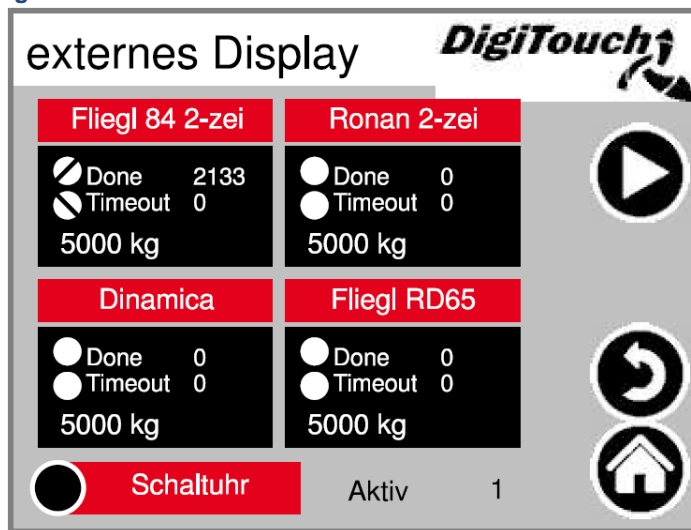 externes Display
DigiTouch
Fliegl 84 2-zei
Done 2133
Timeout 0
5000 kg
Ronan 2-zei
Done 0
Timeout 0
5000 kg
Dinamica
Done 0
Timeout 0
5000 kg
Fliegl RD65
Done 0
Timeout 0
5000 kg
Schaltuhr
Aktiv 1